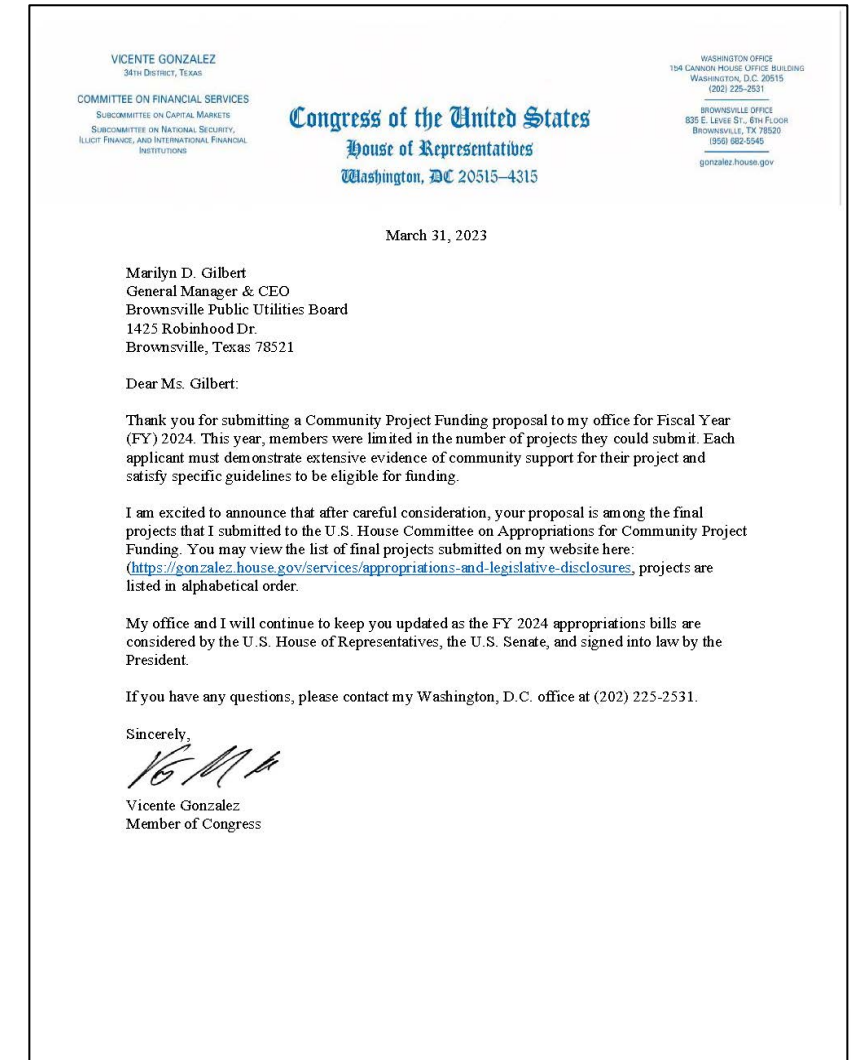 VICENTE GONZALEZ
34TH DISTRICT, TEXAS
COMMITTEE ON FINANCIAL SERVICES
SUBCOMMITTEE ON CAPITAL MARKETS
SUBCOMMITTEE ON NATIONAL SECURITY,
ILLICIT FINANCE, AND INTERNATIONAL FINANCIAL
INSTITUTIONS
Congress of the United States
House of Representatives
Washington, DC 20515–4315
WASHINGTON OFFICE
154 CANNON HOUSE OFFICE BUILDING
WASHINGTON, D.C. 20515
(202) 225–2531
BROWNSVILLE OFFICE
835 E. LEVEE ST., 6TH FLOOR
BROWNSVILLE, TX 78520
(956) 682-5545
gonzalez.house.gov
March 31, 2023
Marilyn D. Gilbert
General Manager & CEO
Brownsville Public Utilities Board
1425 Robinhood Dr.
Brownsville, Texas 78521
Dear Ms. Gilbert:
Thank you for submitting a Community Project Funding proposal to my office for Fiscal Year
(FY) 2024. This year, members were limited in the number of projects they could submit. Each
applicant must demonstrate extensive evidence of community support for their project and
satisfy specific guidelines to be eligible for funding.
I am excited to announce that after careful consideration, your proposal is among the final
projects that I submitted to the U.S. House Committee on Appropriations for Community Project
Funding. You may view the list of final projects submitted on my website here:
(https://gonzalez.house.gov/services/appropriations-and-legislative-disclosures, projects are
listed in alphabetical order.
My office and I will continue to keep you updated as the FY 2024 appropriations bills are
considered by the U.S. House of Representatives, the U.S. Senate, and signed into law by the
President.
If you have any questions, please contact my Washington, D.C. office at (202) 225-2531.
Sincerely,
Vicente Gonzalez
Member of Congress